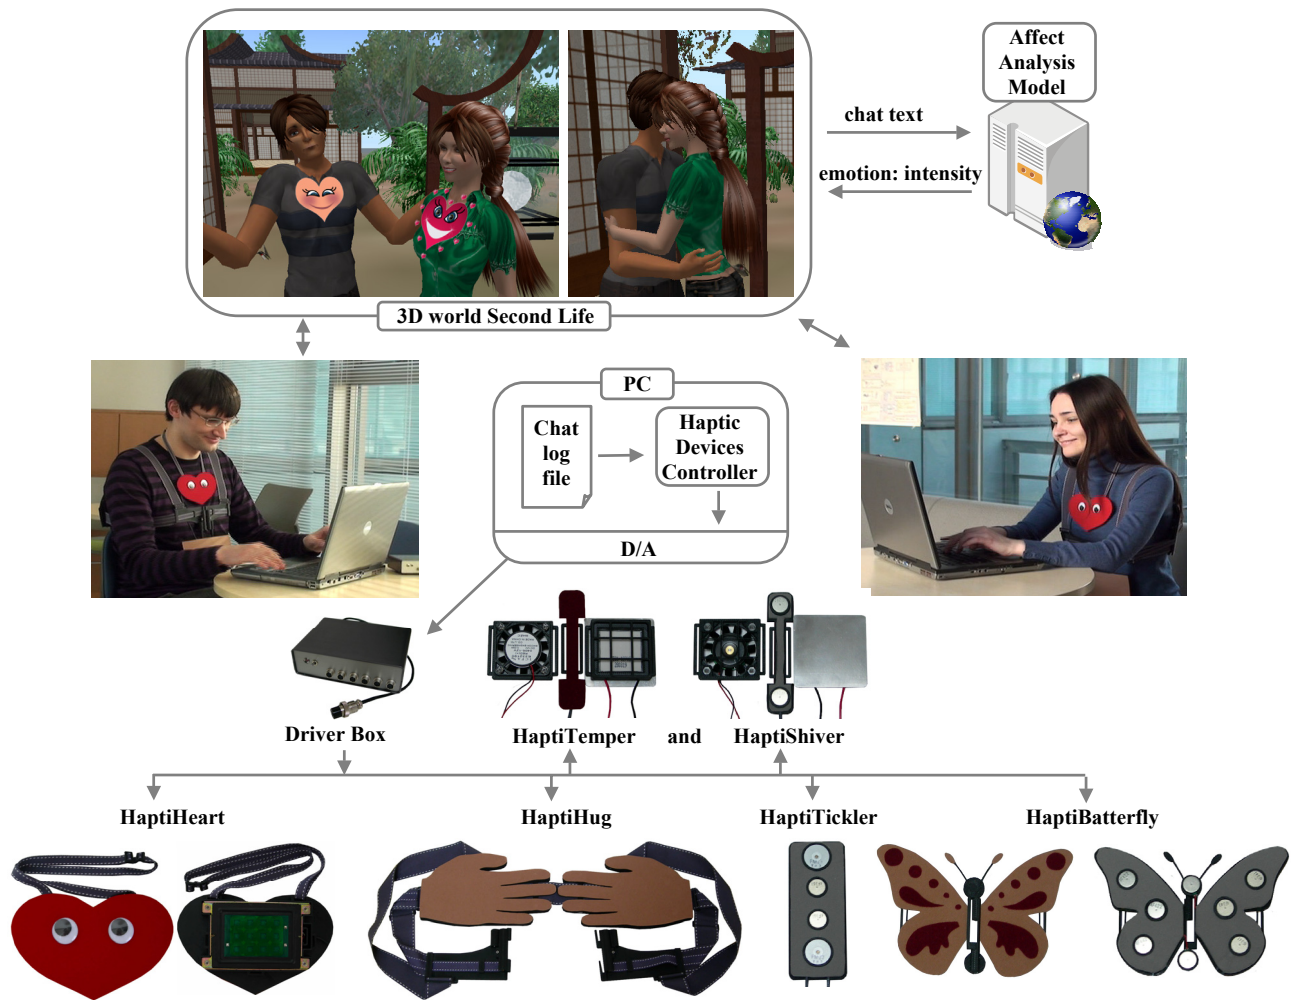 Affect
Analysis
Model
chat text
emotion: intensity
3D world Second Life
PC
Chat
log
file
Haptic
Devices
Controller
D/A
Driver Box
HaptiTemper and HaptiShiver
HaptiHeart
HaptiHug
HaptiTickler
HaptiBatterfly